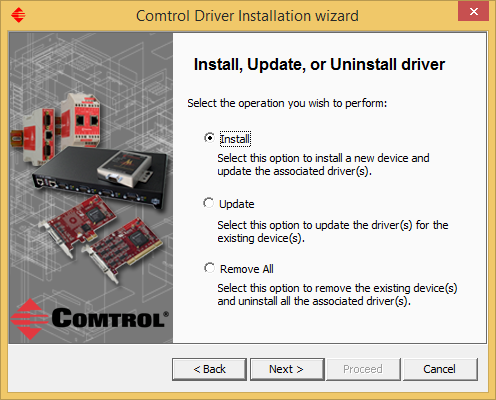 Comtrol Driver Installation wizard
Install, Update, or Uninstall driver
Select the operation you wish to perform:
Install
Select this option to install a new device and
update the associated driver(s).
Update
Select this option to update the driver(s) for the
existing device(s).
Remove All
Select this option to remove the existing device(s)
and uninstall all the associated driver(s).
COMTROL®
< Back
Next >
Proceed
Cancel